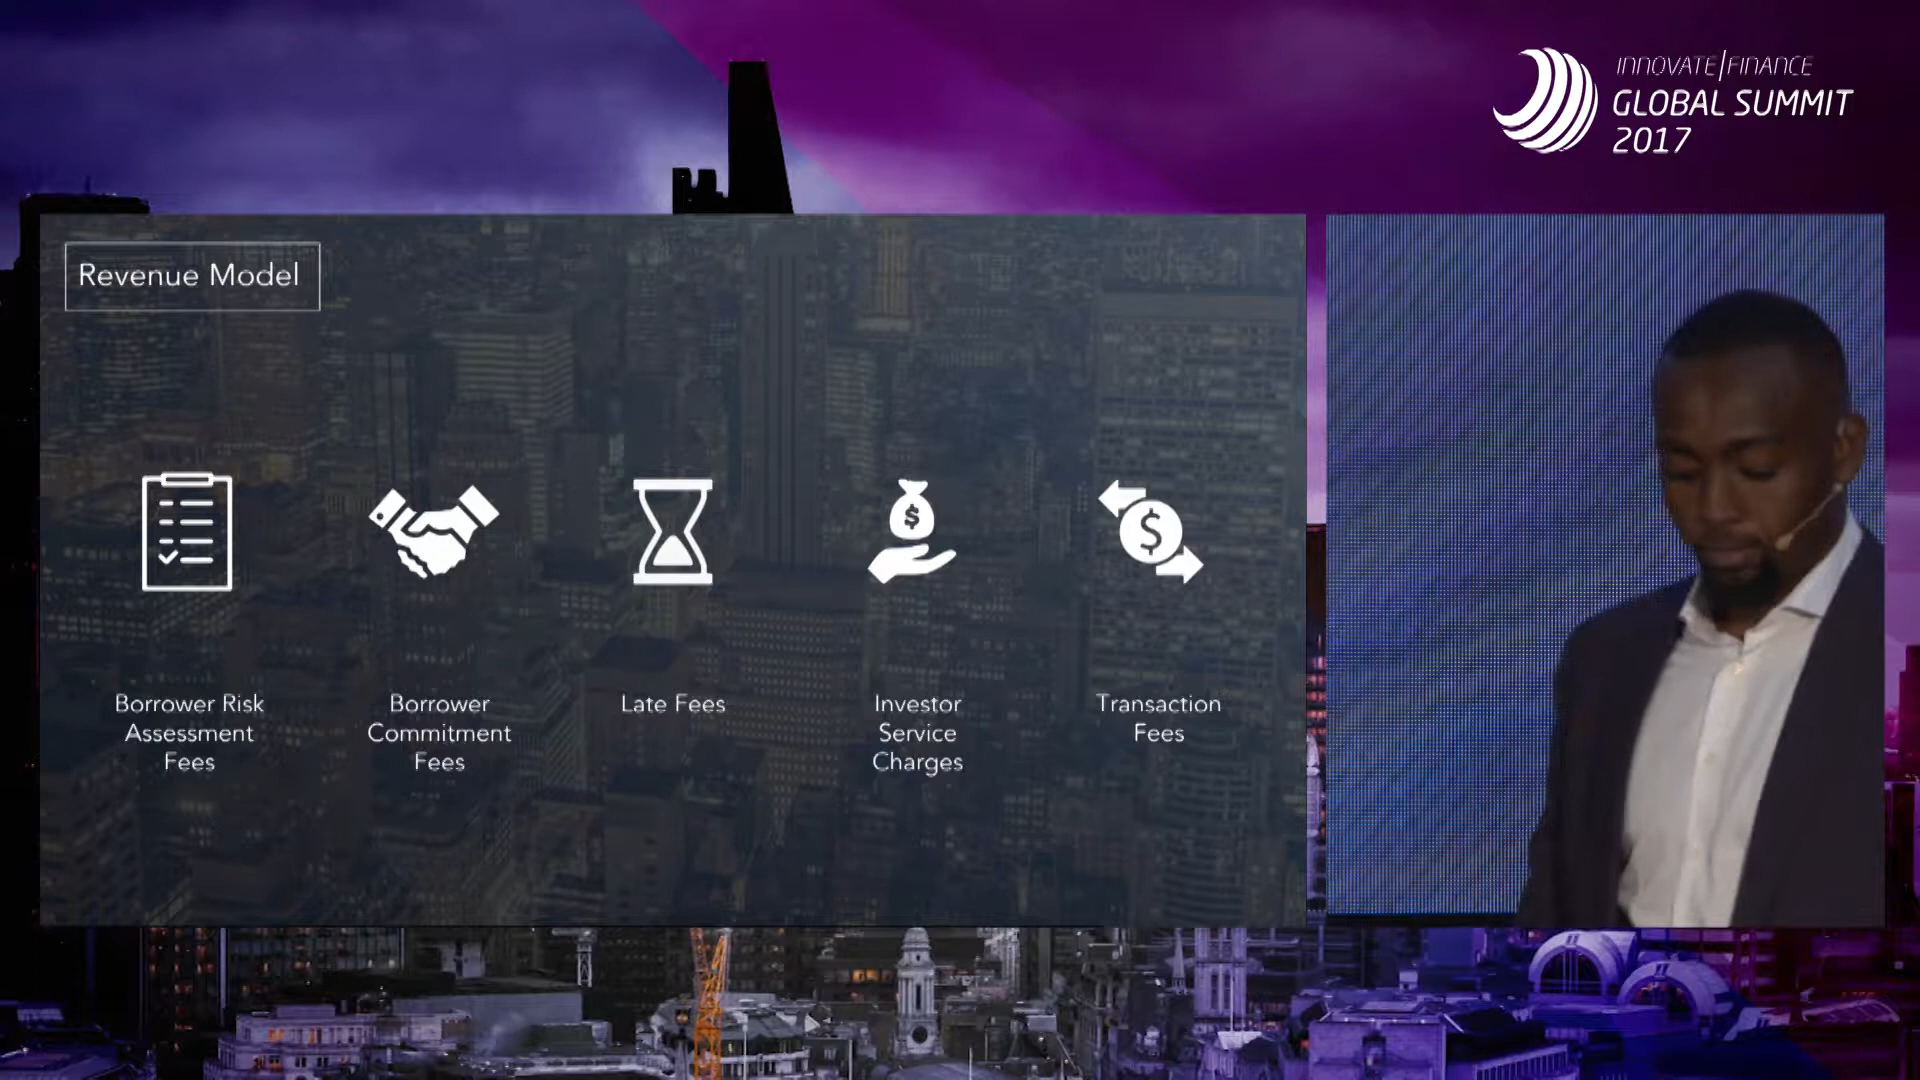 INNOVATE|FINANCE
GLOBAL SUMMIT
2017
Revenue Model
Borrower Risk
Assessment
Fees
Borrower
Commitment
Fees
Late Fees
Investor
Service
Charges
Transaction
Fees